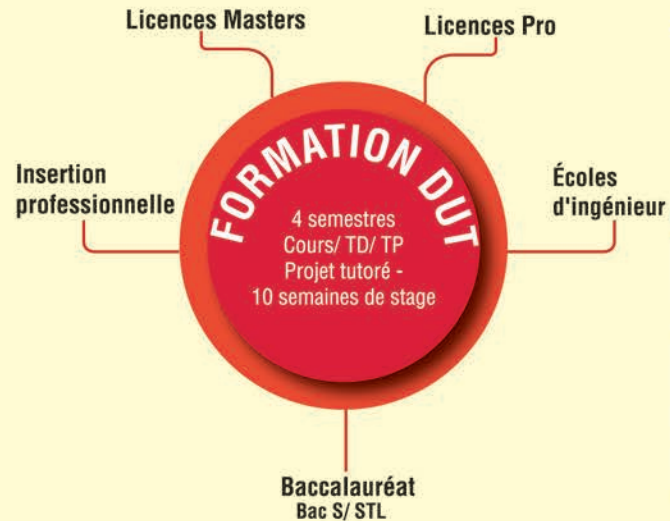 Licences Masters
Licences Pro
Insertion
professionnelle
FORMATION DUT
4 semestres
Cours/ TD/ TP
Projet tutoré -
10 semaines de stage
Écoles
d'ingénieur
Baccalauréat
Bac S/ STL